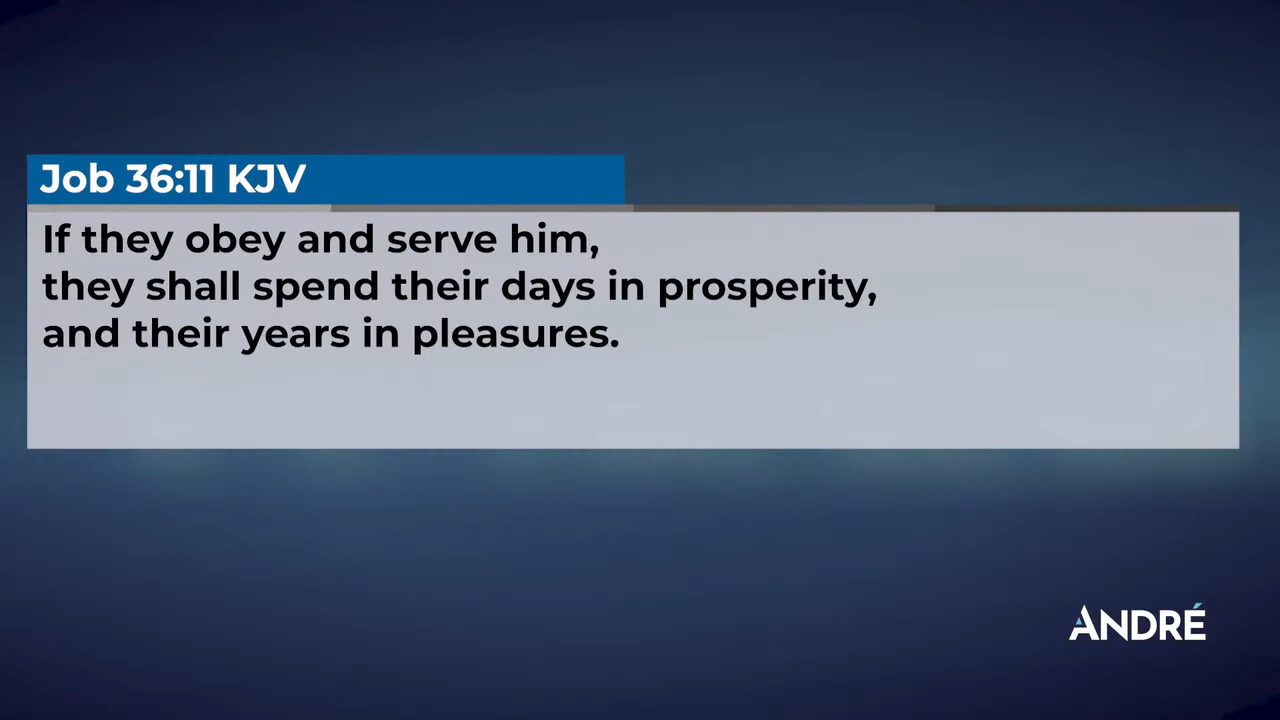 Job 36:11 KJV
If they obey and serve him,
they shall spend their days in prosperity,
and their years in pleasures.
ANDRÉ